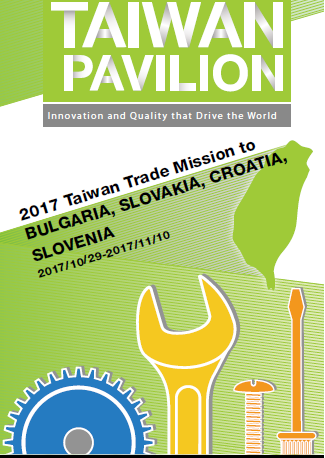 TAIWAN
PAVILION
Innovation and Quality that Drive the World
2017 Taiwan Trade Mission to
BULGARIA, SLOVAKIA, CROATIA,
SLOVENIA
2017/10/29-2017/11/10